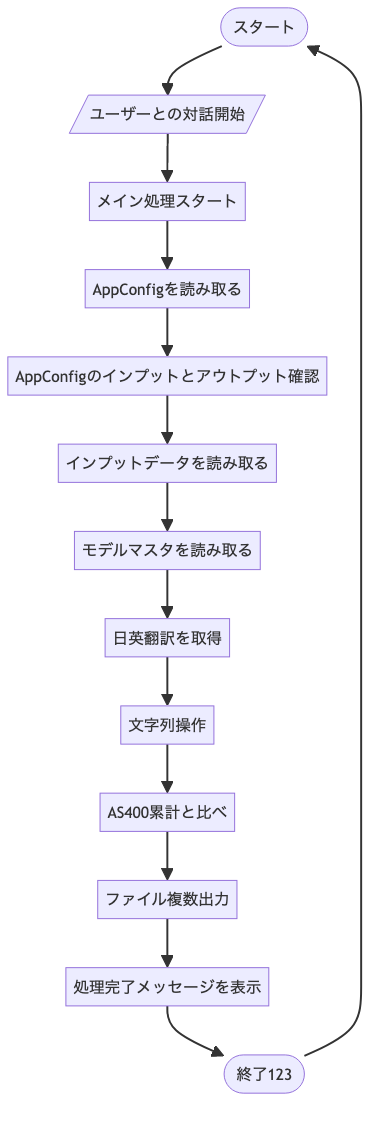 スタート
ユーザーとの対話開始
メイン処理スタート
AppConfigを読み取る
AppConfigのインプットとアウトプット確認
インプットデータを読み取る
モデルマスタを読み取る
日英翻訳を取得
文字列操作
AS400累計と比べ
ファイル複数出力
処理完了メッセージを表示
終了123